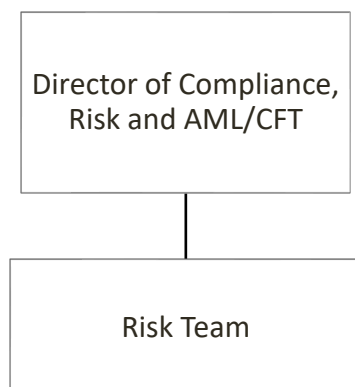 Director of Compliance,
Risk and AML/CFT
Risk Team